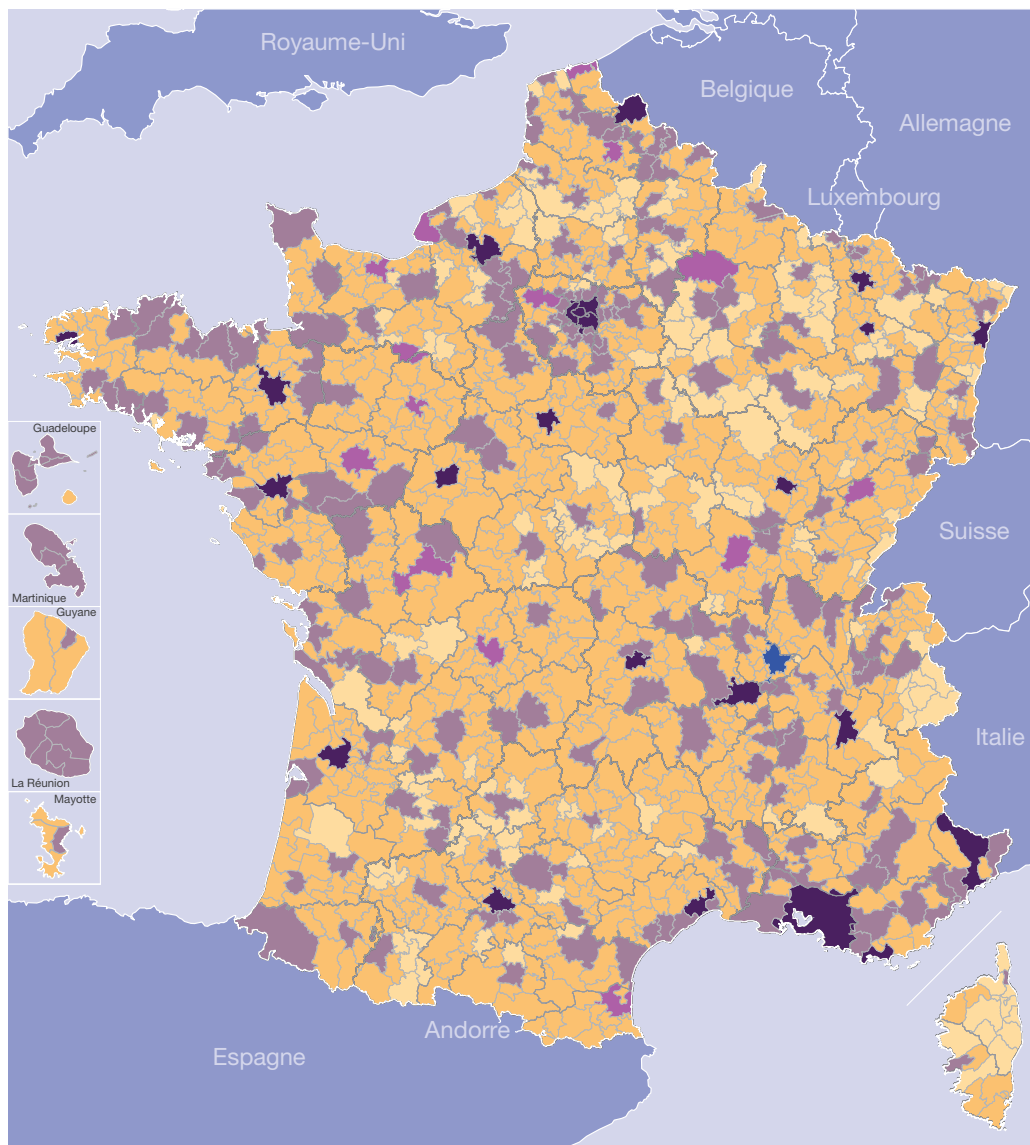 Royaume-Uni
Belgique
Allemagne
Luxembourg
Guadeloupe
Suisse
Martinique
Guyane
Italie
La Réunion
Mayotte
Andorre
Espagne